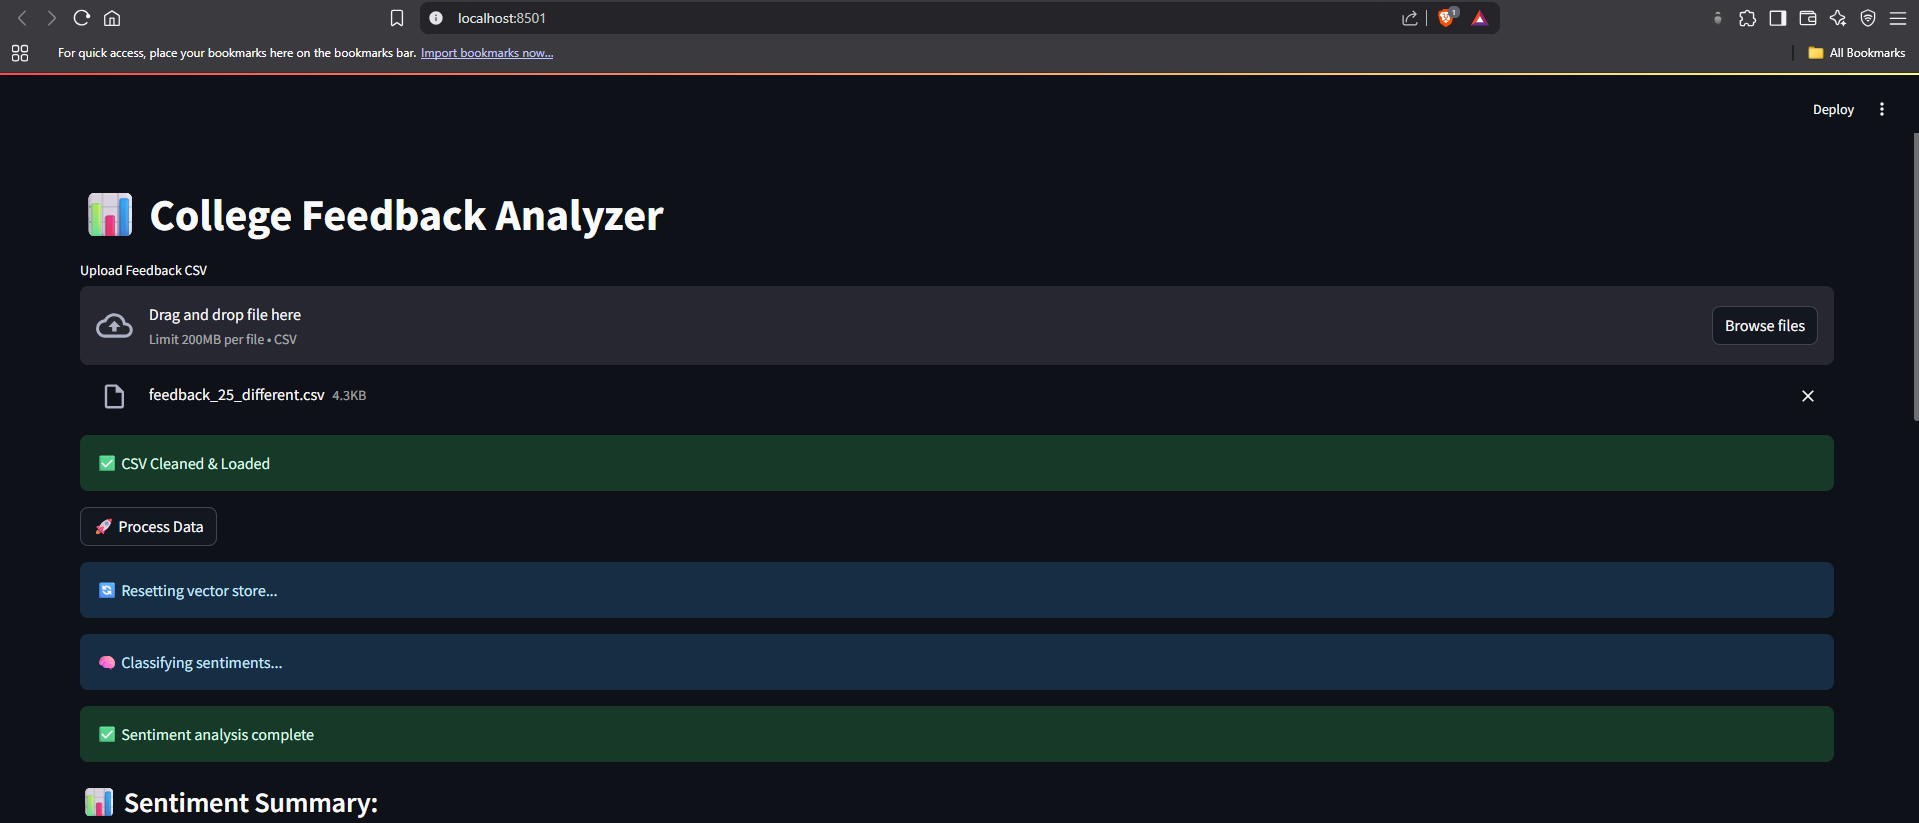 localhost:8501
1
For quick access, place your bookmarks here on the bookmarks bar. Import bookmarks now...
All Bookmarks
Deploy
College Feedback Analyzer
Upload Feedback CSV
Drag and drop file here
Limit 200MB per file • CSV
Browse files
feedback_25_different.csv 4.3KB
CSV Cleaned & Loaded
Process Data
Resetting vector store...
Classifying sentiments...
Sentiment analysis complete
Sentiment Summary: